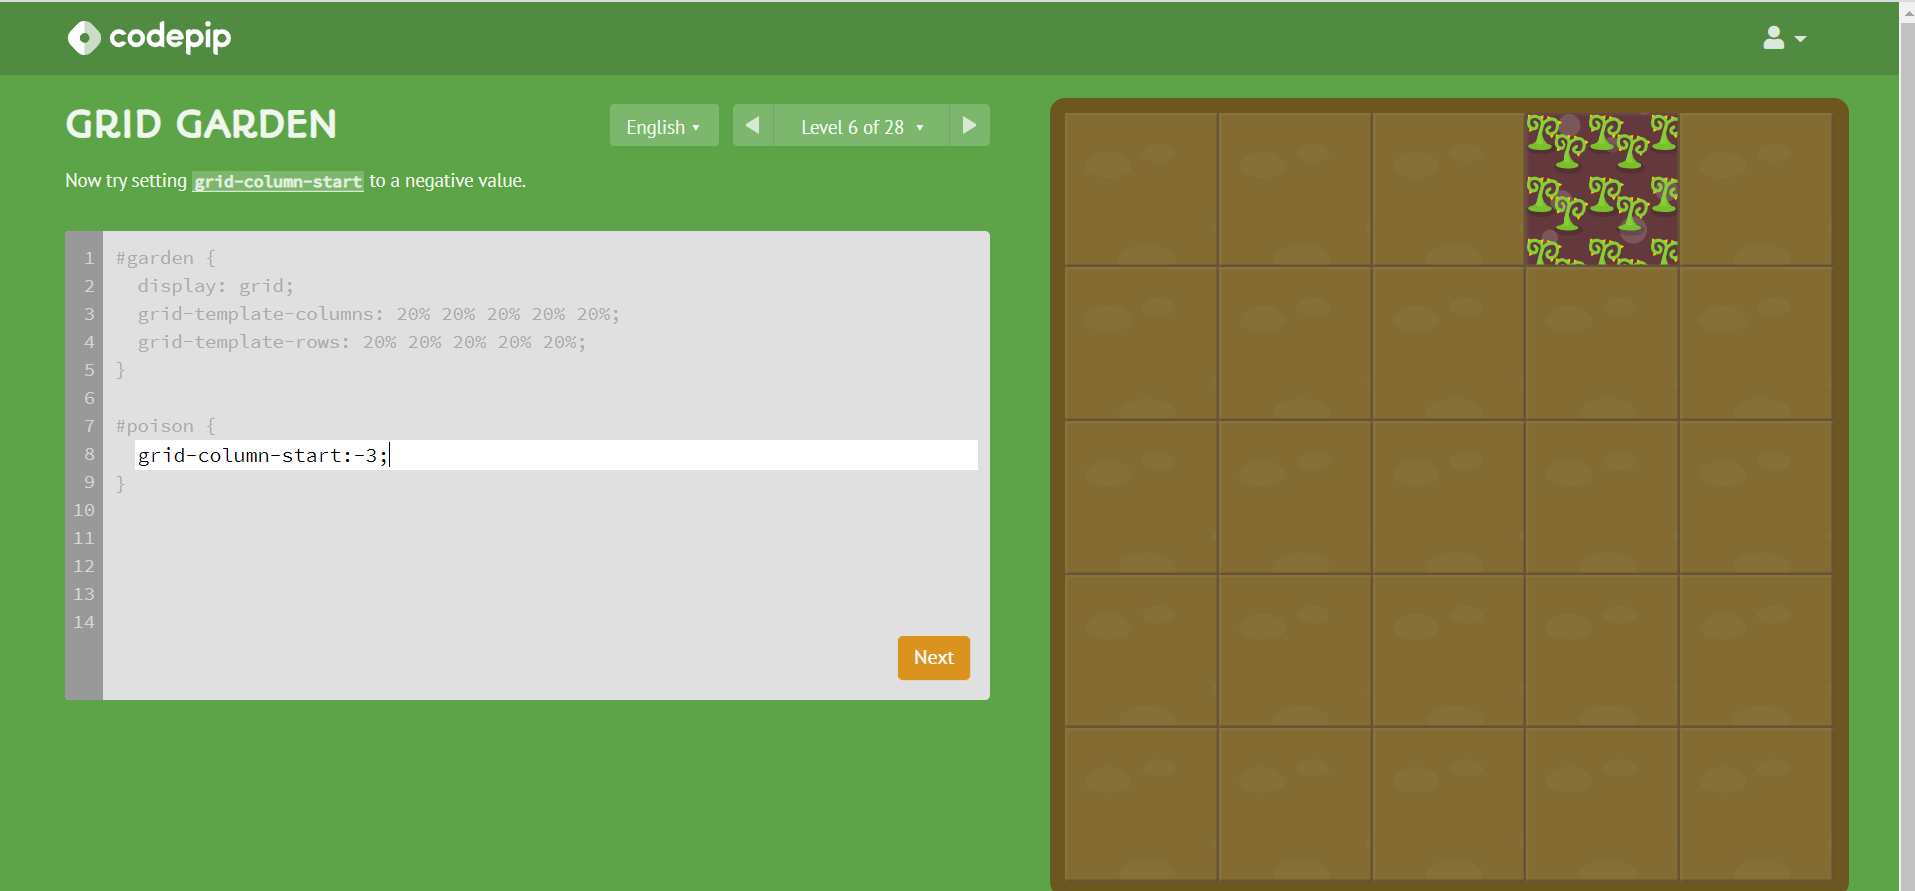 codepip
GRID GARDEN
English ▾
Level 6 of 28 ▾
Now try setting grid-column-start to a negative value.
1 #garden {
2 display: grid;
3 grid-template-columns: 20% 20% 20% 20% 20%;
4 grid-template-rows: 20% 20% 20% 20% 20%;
5 }
6
7 #poison {
8 grid-column-start:-3;
9 }
10
11
12
13
14
Next